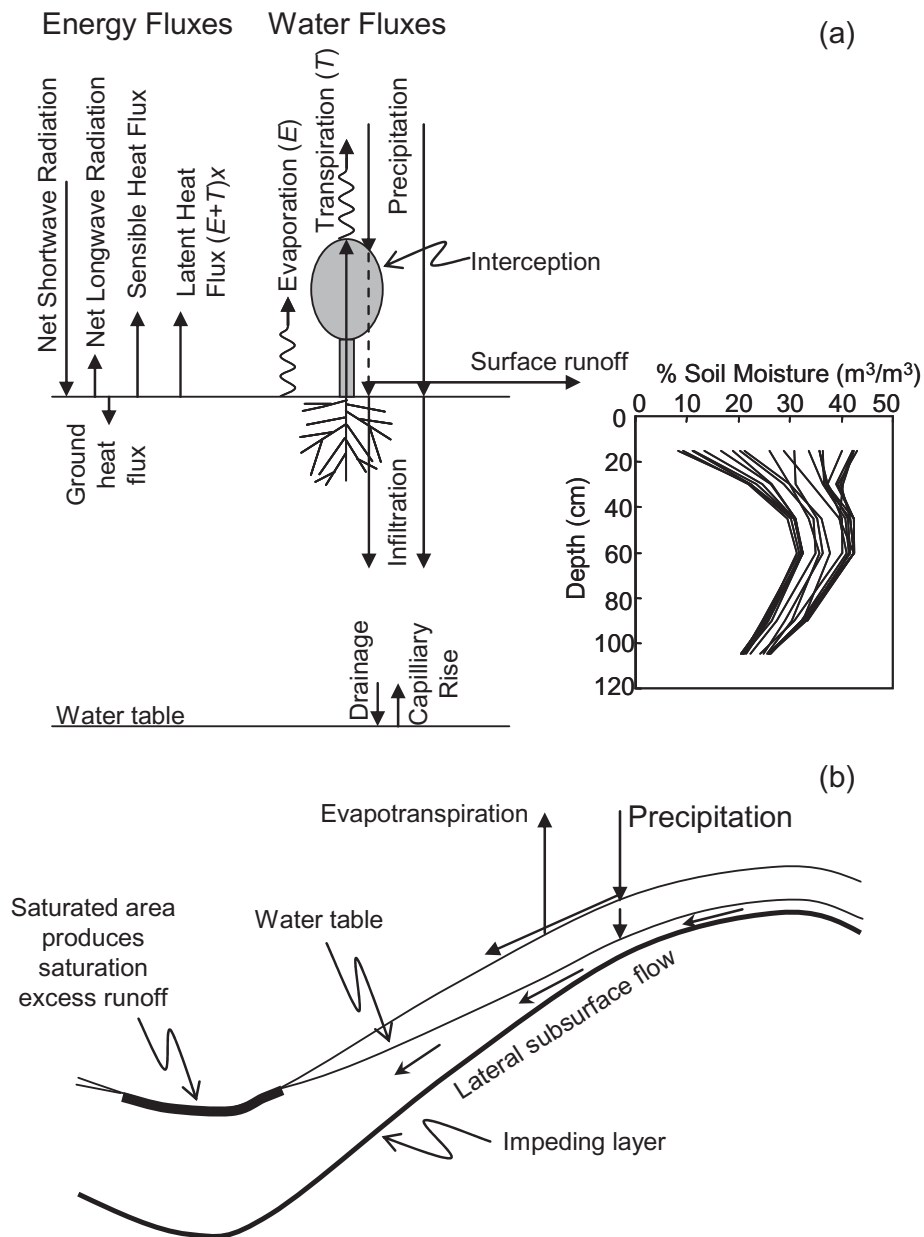 Energy Fluxes
Water Fluxes
(a)
Net Shortwave Radiation
Net Longwave Radiation
Sensible Heat Flux
Latent Heat
Flux (E+T)x
Evaporation (E)
Transpiration (T)
Precipitation
Interception
Surface runoff
Ground
heat
flux
Infiltration
Drainage
Capilliary
Rise
Water table
% Soil Moisture (m³/m³)
0 10 20 30 40 50
Depth (cm)
0
20
40
60
80
100
120
(b)
Evapotranspiration
Precipitation
Saturated area
produces
saturation
excess runoff
Water table
Lateral subsurface flow
Impeding layer